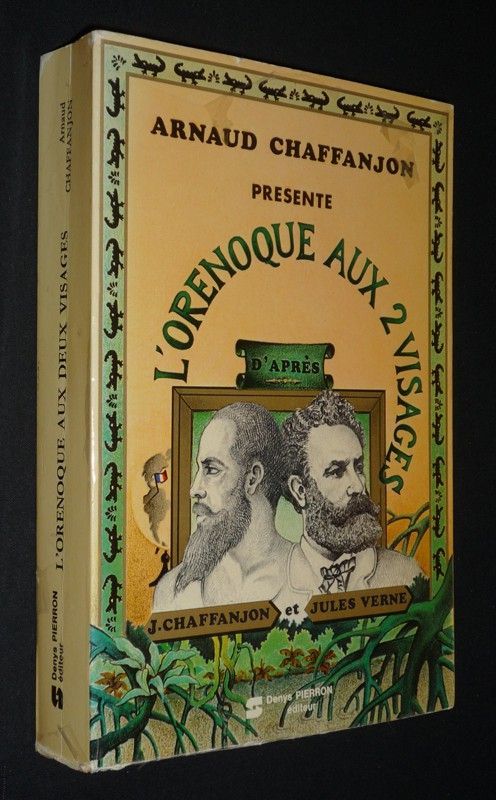 ARNAUD CHAFFANJON
PRESENTE
L'ORENOQUE AUX 2 VISAGES
D'APRÈS
J. CHAFFANJON et JULES VERNE
Denys PIERRON
éditeur
Arnaud
CHAFFANJON
L'ORENOQUE AUX DEUX VISAGES
Denys PIERRON
éditeur